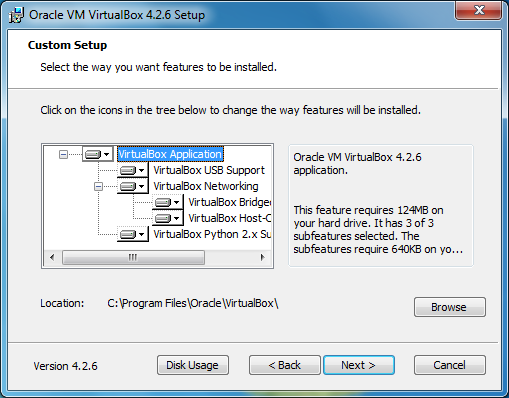 Oracle VM VirtualBox 4.2.6 Setup
Custom Setup
Select the way you want features to be installed.
Click on the icons in the tree below to change the way features will be installed.
VirtualBox Application
VirtualBox USB Support
VirtualBox Networking
VirtualBox Bridged
VirtualBox Host-O
VirtualBox Python 2.x Su
Oracle VM VirtualBox 4.2.6
application.
This feature requires 124MB on
your hard drive. It has 3 of 3
subfeatures selected. The
subfeatures require 640KB on yo...
Location: C:\Program Files\Oracle\VirtualBox\
Browse
Version 4.2.6
Disk Usage
< Back
Next >
Cancel